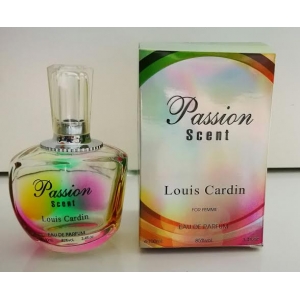 Passion
Scent
Louis Cardin
EAU DE PARFUM
Passion
Scent
Louis Cardin
FOR FEMME
EAU DE PARFUM